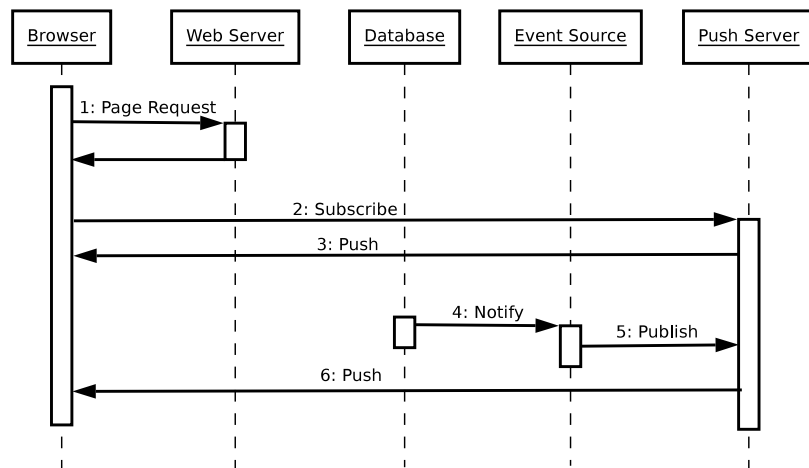 Browser
Web Server
Database
Event Source
Push Server
1: Page Request
2: Subscribe
3: Push
4: Notify
5: Publish
6: Push